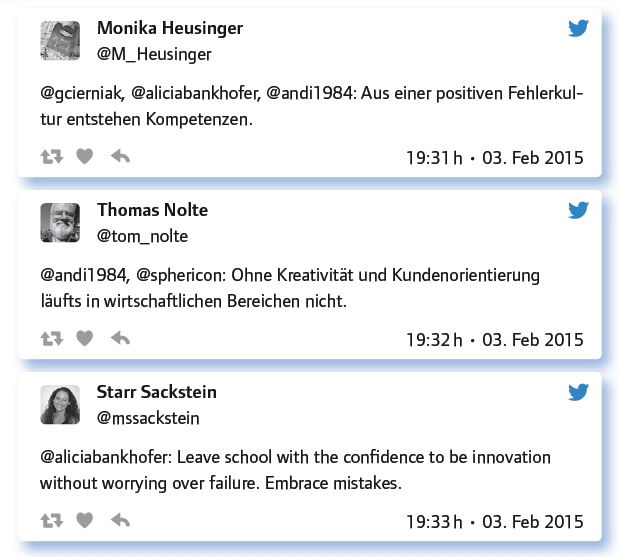 Monika Heusinger
@M_Heusinger
@gcierniak, @aliciabankhofer, @andi1984: Aus einer positiven Fehlerkul-
tur entstehen Kompetenzen.
19:31 h • 03. Feb 2015
Thomas Nolte
@tom_nolte
@andi1984, @sphericon: Ohne Kreativität und Kundenorientierung
läufts in wirtschaftlichen Bereichen nicht.
19:32 h • 03. Feb 2015
Starr Sackstein
@mssackstein
@aliciabankhofer: Leave school with the confidence to be innovation
without worrying over failure. Embrace mistakes.
19:33 h • 03. Feb 2015